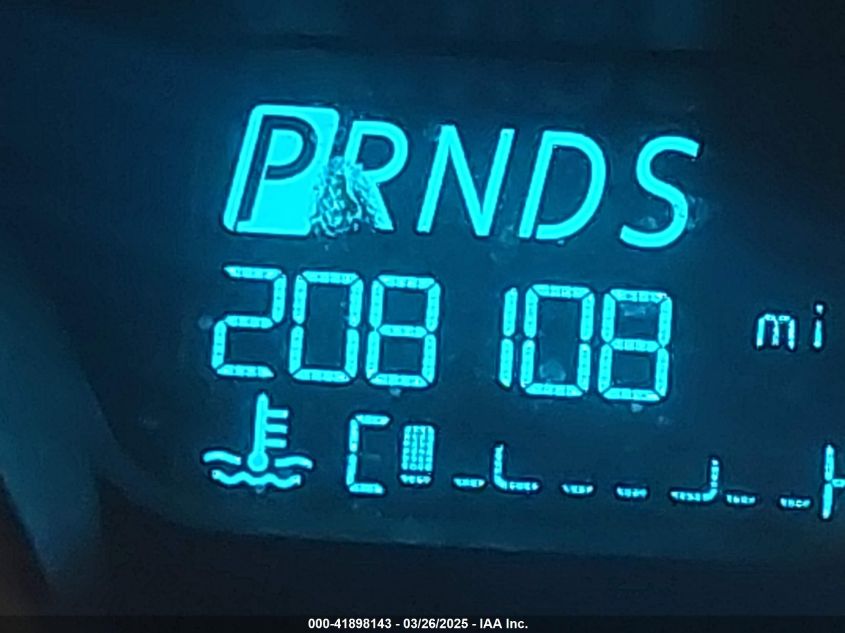 PRNDS
208108 mi
C H
000-41898143 - 03/26/2025 - IAA Inc.